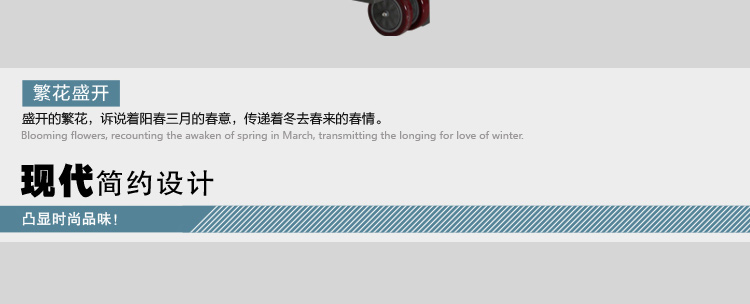 繁花盛开
盛开的繁花，诉说着阳春三月的春意，传递着冬去春来的春情。
Blooming flowers, recounting the awaken of spring in March, transmitting the longing for love of winter.
现代简约设计
凸显时尚品味!